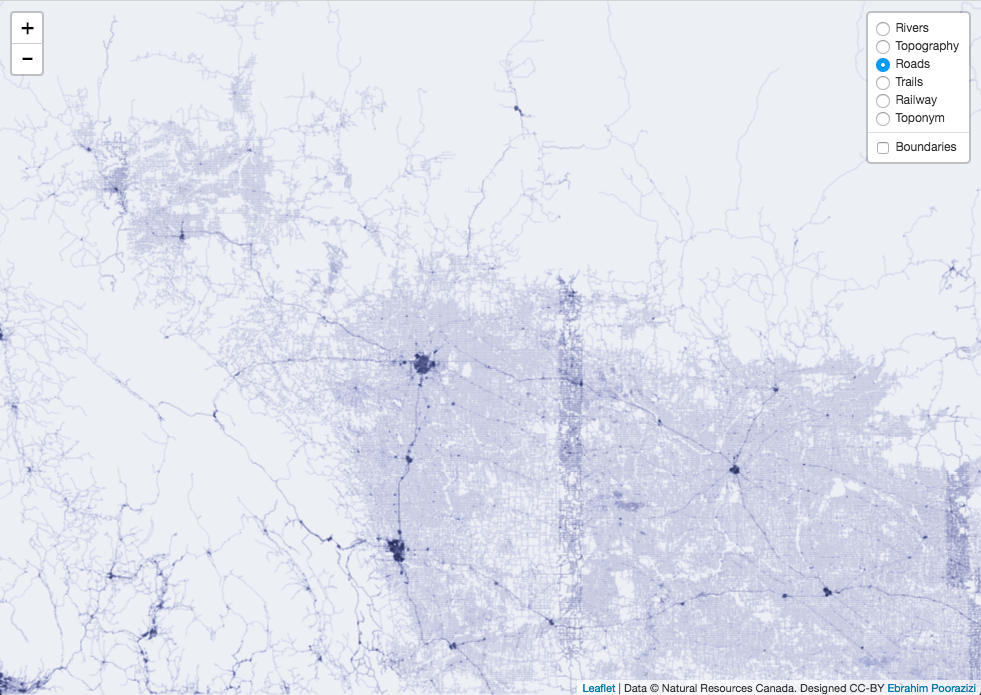 +
−
Rivers
Topography
Roads
Trails
Railway
Toponym
Boundaries
Leaflet | Data © Natural Resources Canada. Designed CC-BY Ebrahim Poorazizi